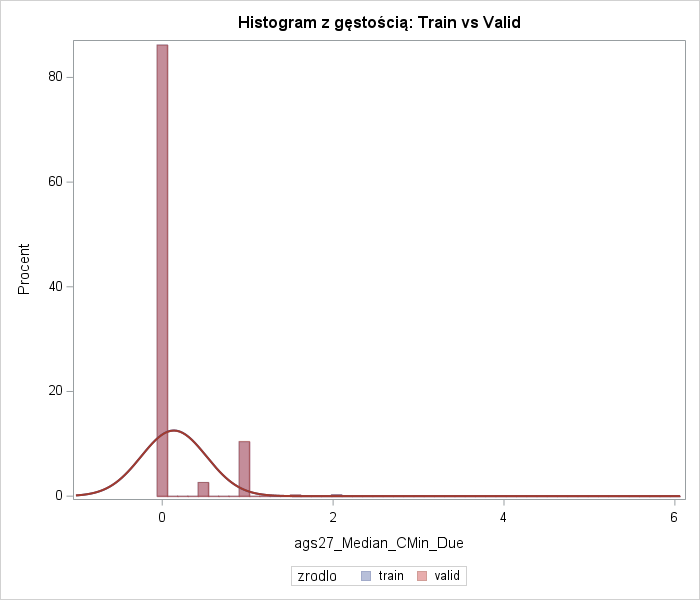 Histogram z gęstością: Train vs Valid
80
60
40
20
0
Procent
0 2 4 6
ags27_Median_CMin_Due
zrodlo train valid